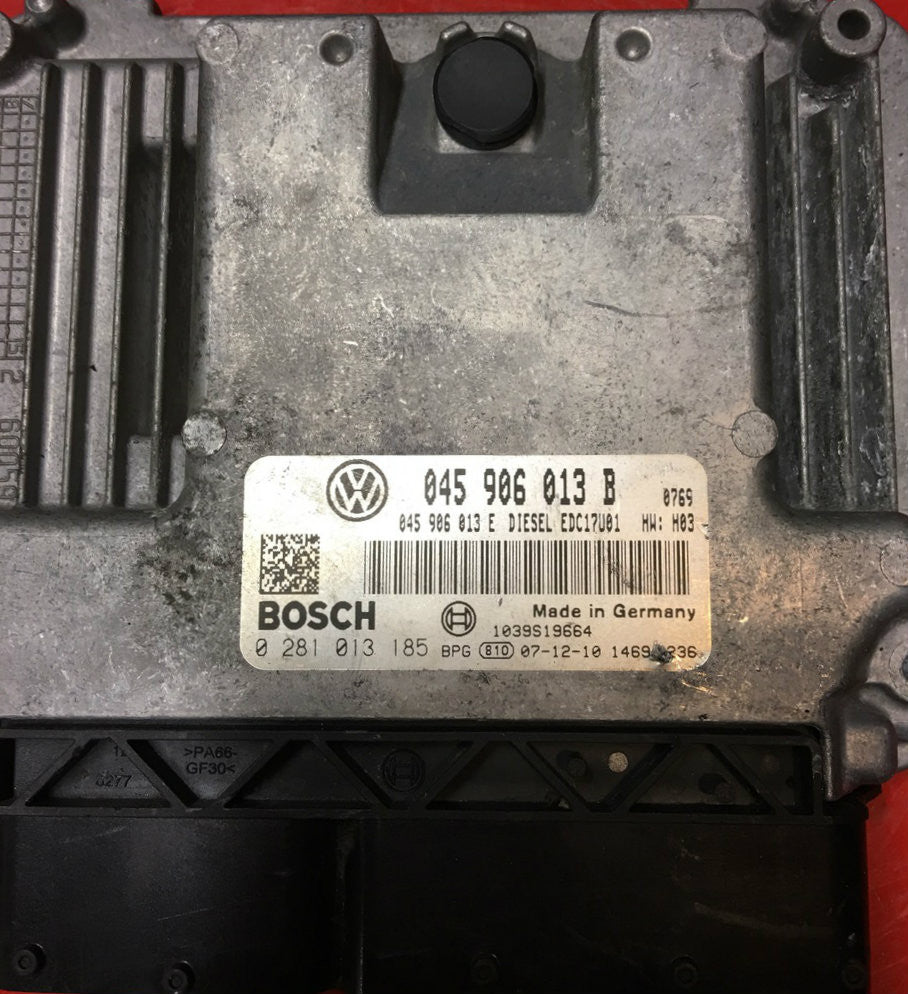 045 906 013 B 0769
045 906 013 E DIESEL EDC17U01 HW: H03
BOSCH
Made in Germany
1039S19664
0 281 013 185 BPG 810 07-12-10
>PA66-
GF30<